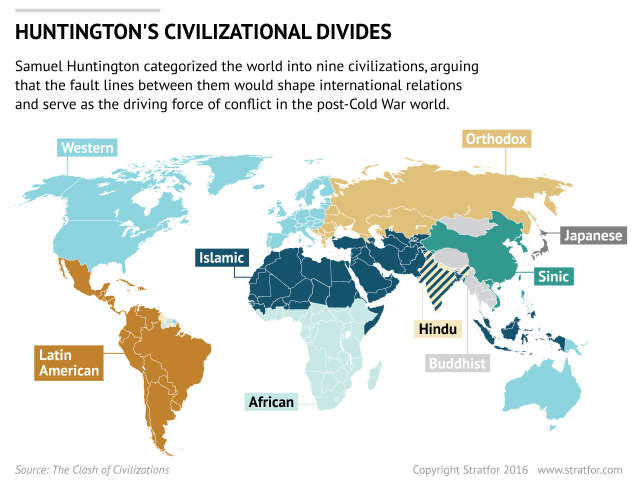 HUNTINGTON'S CIVILIZATIONAL DIVIDES
Samuel Huntington categorized the world into nine civilizations, arguing
that the fault lines between them would shape international relations
and serve as the driving force of conflict in the post-Cold War world.
Orthodox
Western
Japanese
Islamic
Sinic
Hindu
Latin
American
Buddhist
African
Source: The Clash of Civilizations
Copyright Stratfor 2016 www.stratfor.com